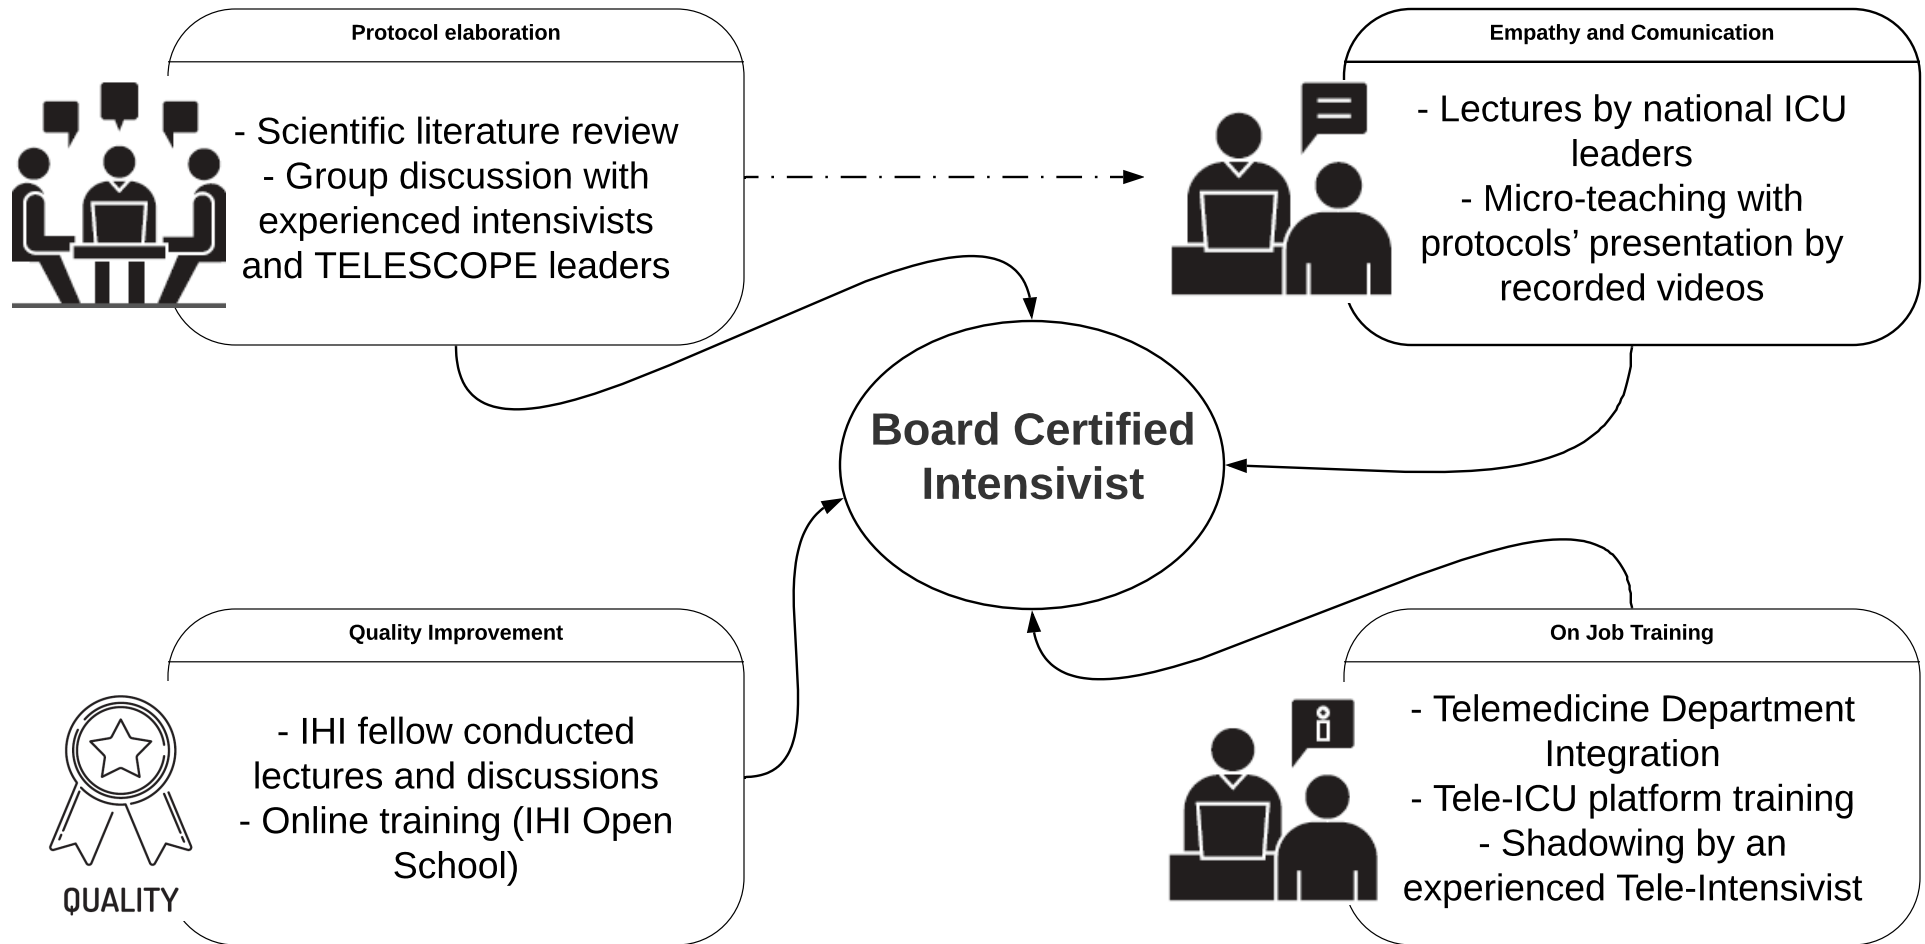 Protocol elaboration
- Scientific literature review
- Group discussion with
experienced intensivists
and TELESCOPE leaders
Empathy and Comunication
- Lectures by national ICU
leaders
- Micro-teaching with
protocols’ presentation by
recorded videos
Board Certified
Intensivist
Quality Improvement
- IHI fellow conducted
lectures and discussions
- Online training (IHI Open
School)
QUALITY
On Job Training
- Telemedicine Department
Integration
- Tele-ICU platform training
- Shadowing by an
experienced Tele-Intensivist